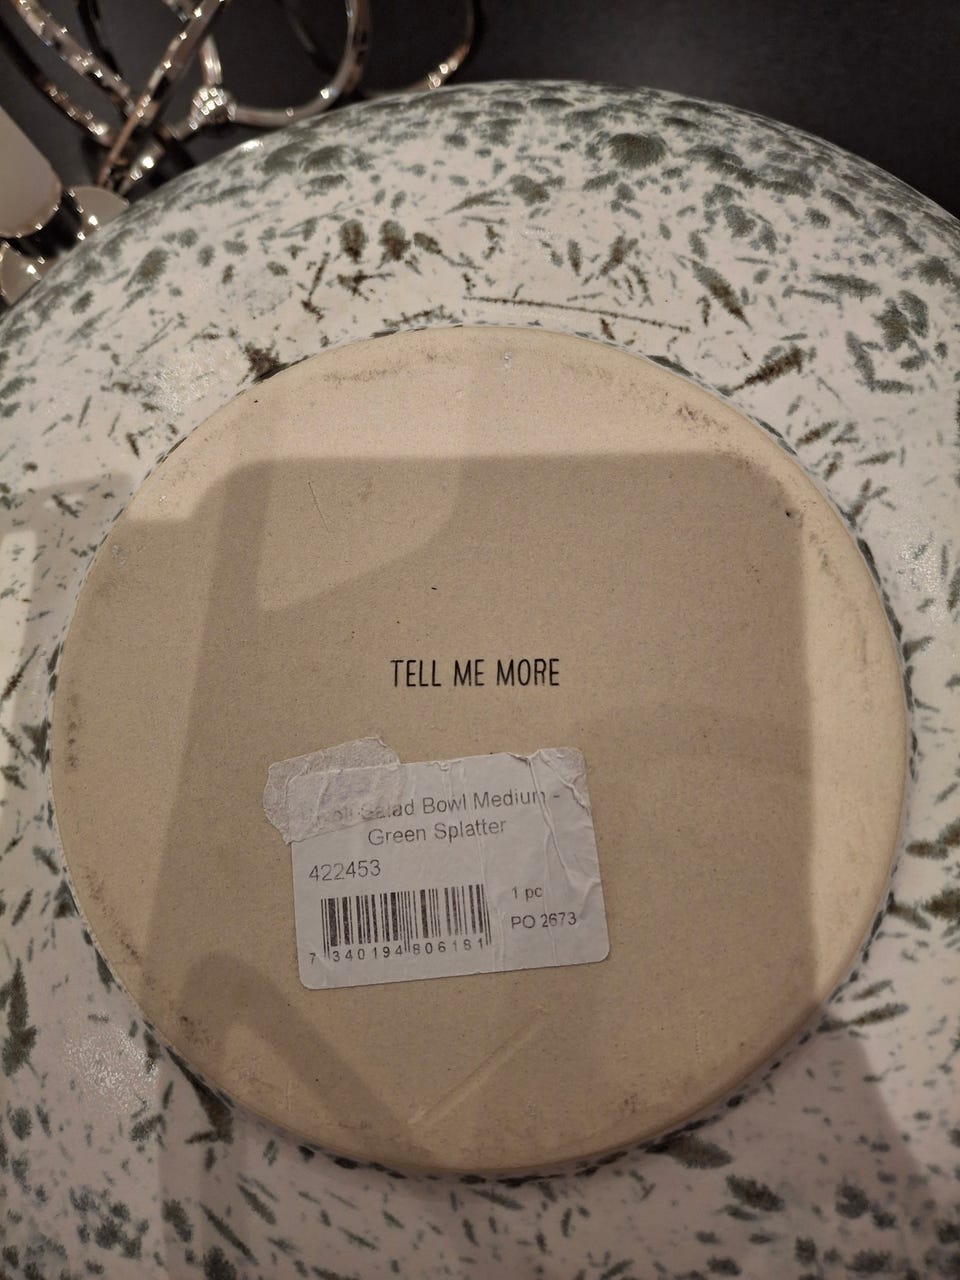 TELL ME MORE
Salad Bowl Medium -
Green Splatter
422453
1 pc
PO 2673
7 340194 806181